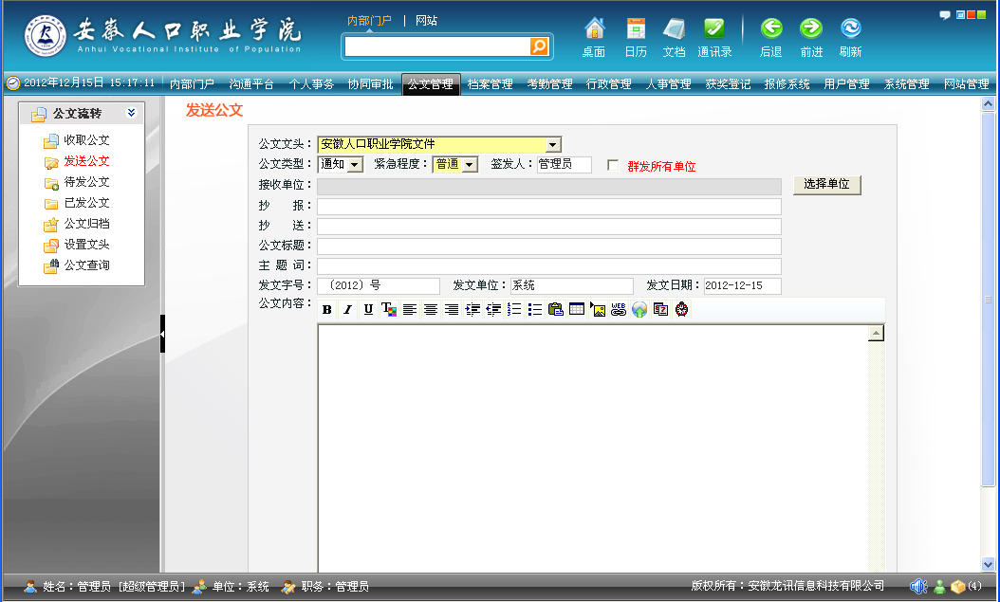 安徽人口职业学院
Anhui Vocational Institute of Population
内部门户 | 网站
桌面 日历 文档 通讯录 后退 前进 刷新
2012年12月15日 15:17:11 内部门户 沟通平台 个人事务 协同审批 公文管理 档案管理 考勤管理 行政管理 人事管理 获奖登记 报修系统 用户管理 系统管理 网站管理
公文流转
收取公文
发送公文
待发公文
已发公文
公文归档
设置文头
公文查询
发送公文
公文文头： 安徽人口职业学院文件
公文类型： 通知 紧急程度： 普通 签发人： 管理员 群发所有单位
接收单位： 选择单位
抄 报：
抄 送：
公文标题：
主 题 词：
发文字号： （2012）号 发文单位： 系统 发文日期： 2012-12-15
公文内容： B I U T WEB
姓名：管理员 [超级管理员] 单位：系统 职务：管理员 版权所有：安徽龙讯信息科技有限公司 (4)